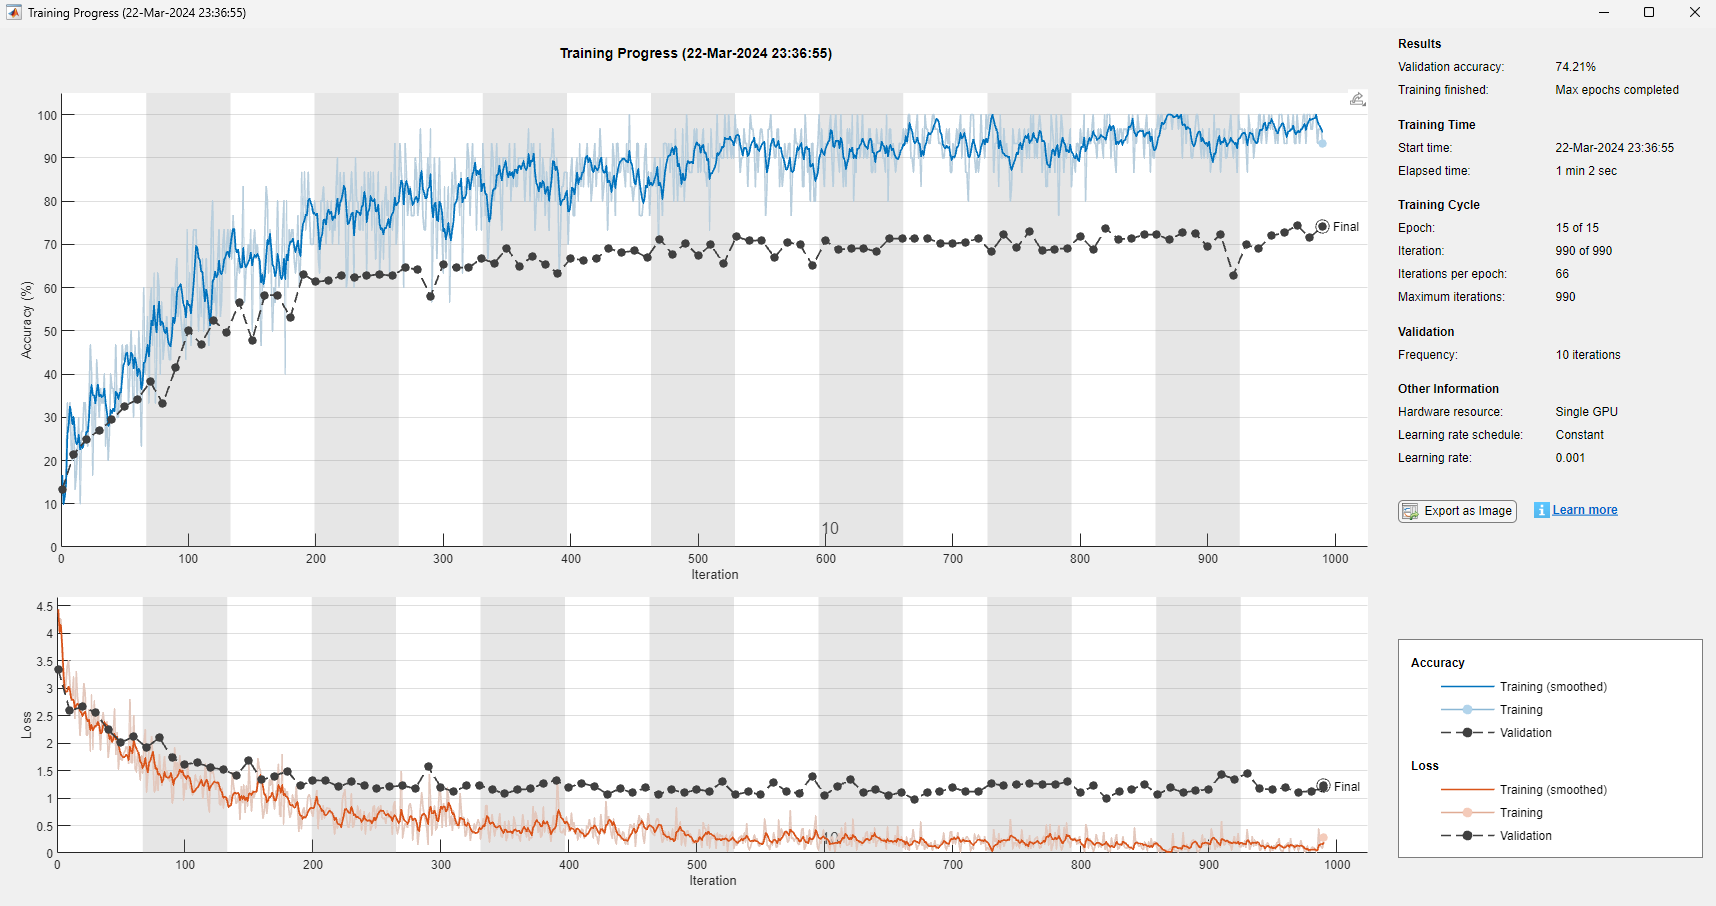 Training Progress (22-Mar-2024 23:36:55)
Training Progress (22-Mar-2024 23:36:55)
Accuracy (%)
100
90
80
70
60
50
40
30
20
10
0
Final
10
0 100 200 300 400 500 600 700 800 900 1000
Iteration
Loss
4.5
4
3.5
3
2.5
2
1.5
1
0.5
0
Final
10
0 100 200 300 400 500 600 700 800 900 1000
Iteration
Results
Validation accuracy: 74.21%
Training finished: Max epochs completed
Training Time
Start time: 22-Mar-2024 23:36:55
Elapsed time: 1 min 2 sec
Training Cycle
Epoch: 15 of 15
Iteration: 990 of 990
Iterations per epoch: 66
Maximum iterations: 990
Validation
Frequency: 10 iterations
Other Information
Hardware resource: Single GPU
Learning rate schedule: Constant
Learning rate: 0.001
Export as Image
i Learn more
Accuracy
Training (smoothed)
Training
Validation
Loss
Training (smoothed)
Training
Validation